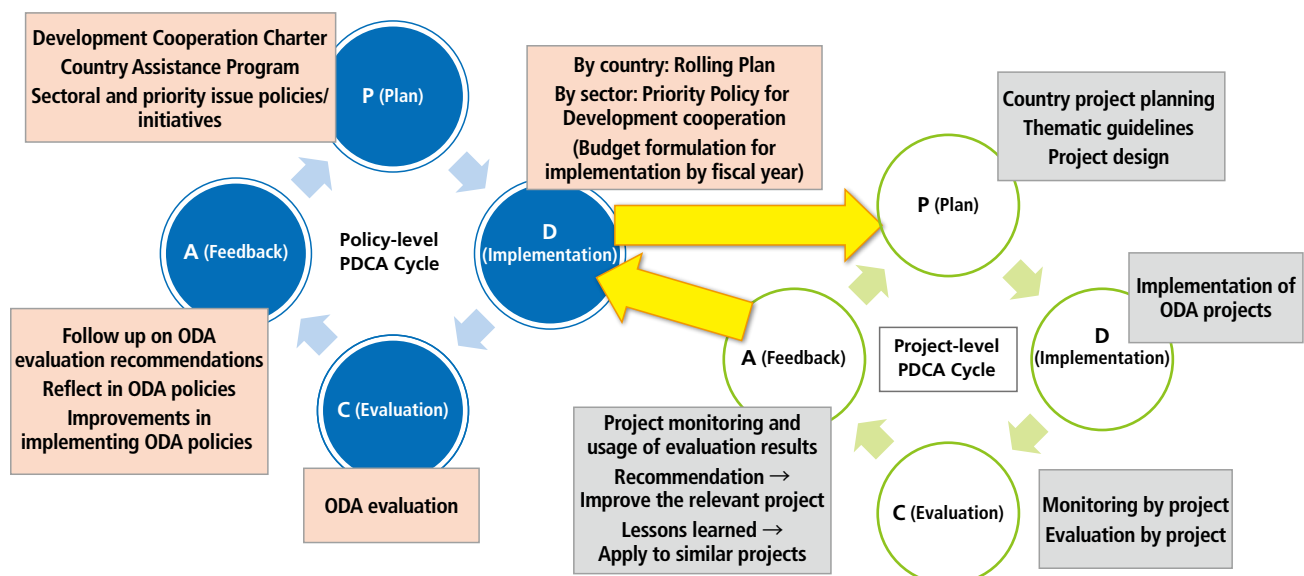 Development Cooperation Charter
Country Assistance Program
Sectoral and priority issue policies/
initiatives
P (Plan)
By country: Rolling Plan
By sector: Priority Policy for
Development cooperation
(Budget formulation for
implementation by fiscal year)
D
(Implementation)
Policy-level
PDCA Cycle
A (Feedback)
Follow up on ODA
evaluation recommendations
Reflect in ODA policies
Improvements in
implementing ODA policies
C (Evaluation)
ODA evaluation
Country project planning
Thematic guidelines
Project design
P (Plan)
Implementation of
ODA projects
D
(Implementation)
Project-level
PDCA Cycle
A (Feedback)
Project monitoring and
usage of evaluation results
Recommendation →
Improve the relevant project
Lessons learned →
Apply to similar projects
C (Evaluation)
Monitoring by project
Evaluation by project